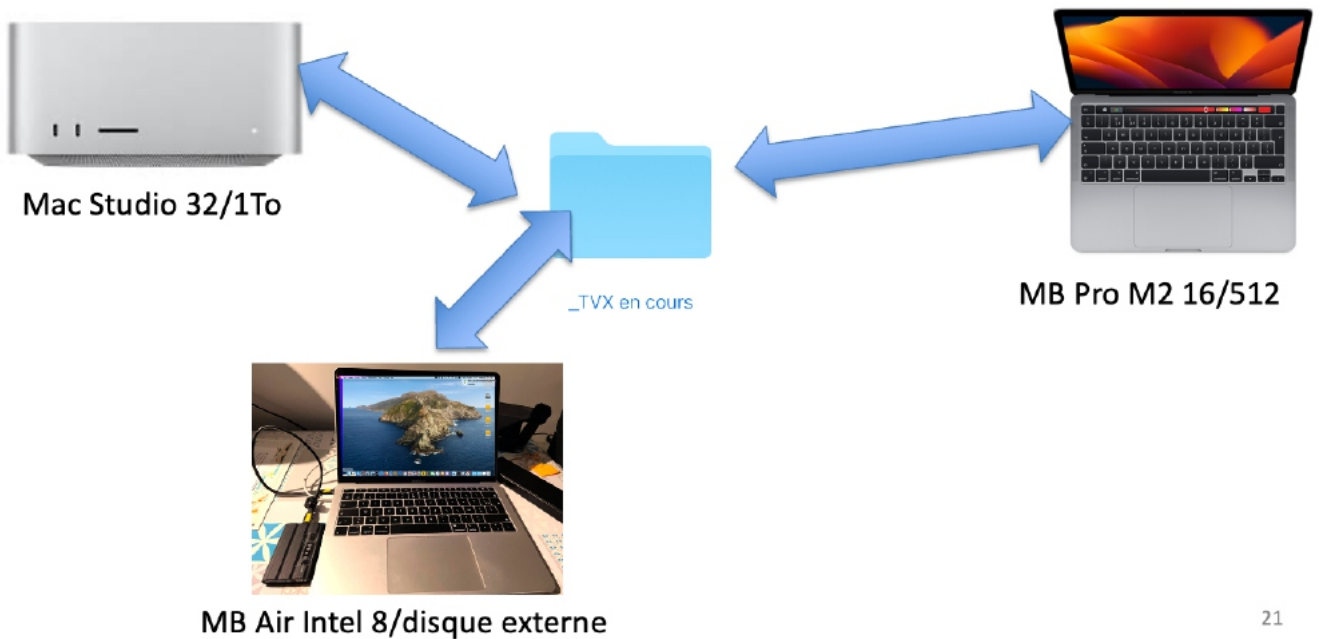 Mac Studio 32/1To
_TVX en cours
MB Pro M2 16/512
MB Air Intel 8/disque externe
21